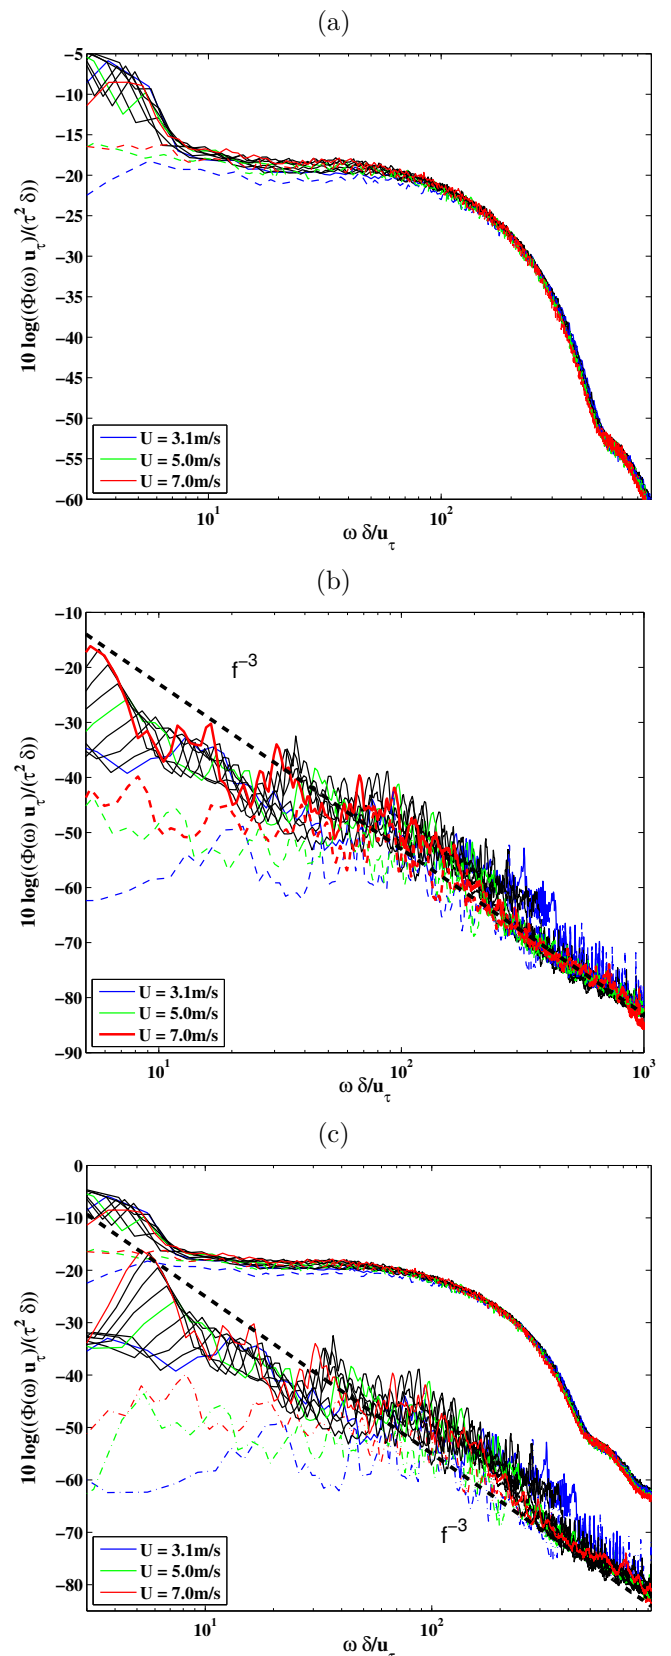 (a)
−5
−10
−15
−20
−25
−30
−35
−40
−45
−50
−55
−60
10 log((Φ(ω) u_τ)/(τ² δ))
U = 3.1m/s
U = 5.0m/s
U = 7.0m/s
10¹ 10²
ω δ/u_τ
(b)
−10
−20
−30
−40
−50
−60
−70
−80
−90
10 log((Φ(ω) u_τ)/(τ² δ))
f⁻³
U = 3.1m/s
U = 5.0m/s
U = 7.0m/s
10¹ 10² 10³
ω δ/u_τ
(c)
0
−10
−20
−30
−40
−50
−60
−70
−80
10 log((Φ(ω) u_τ)/(τ² δ))
f⁻³
U = 3.1m/s
U = 5.0m/s
U = 7.0m/s
10¹ 10²
ω δ/u_τ